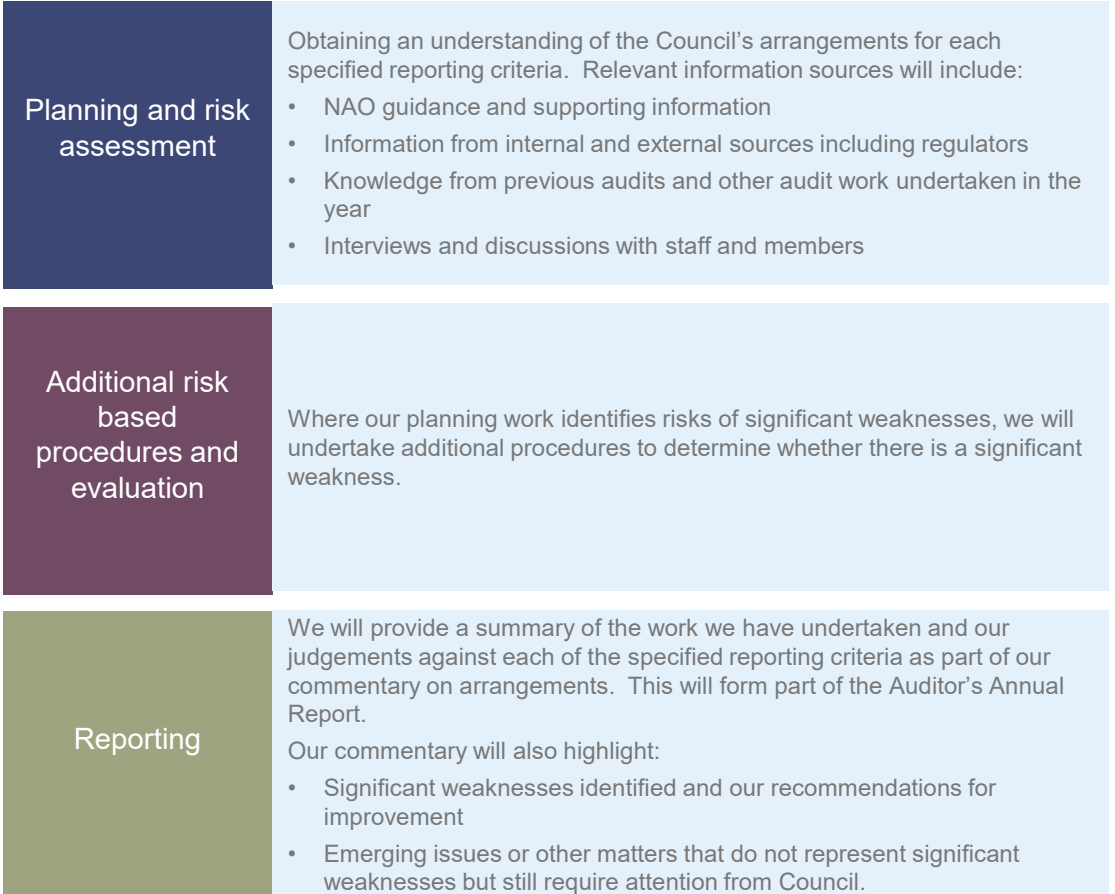 Planning and risk
assessment
Obtaining an understanding of the Council’s arrangements for each
specified reporting criteria.  Relevant information sources will include:
• NAO guidance and supporting information
• Information from internal and external sources including regulators
• Knowledge from previous audits and other audit work undertaken in the
year
• Interviews and discussions with staff and members
Additional risk
based
procedures and
evaluation
Where our planning work identifies risks of significant weaknesses, we will
undertake additional procedures to determine whether there is a significant
weakness.
Reporting
We will provide a summary of the work we have undertaken and our
judgements against each of the specified reporting criteria as part of our
commentary on arrangements.  This will form part of the Auditor’s Annual
Report.
Our commentary will also highlight:
• Significant weaknesses identified and our recommendations for
improvement
• Emerging issues or other matters that do not represent significant
weaknesses but still require attention from Council.